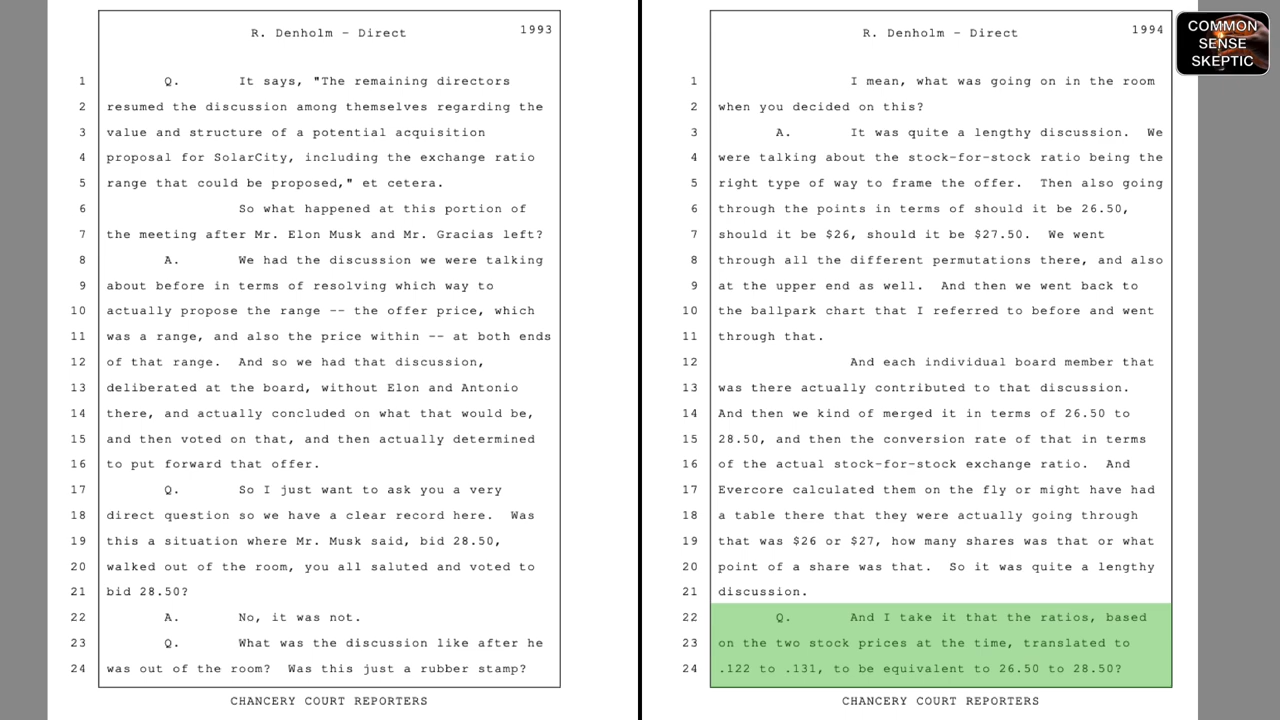 R. Denholm - Direct 1993
1 Q. It says, "The remaining directors
2 resumed the discussion among themselves regarding the
3 value and structure of a potential acquisition
4 proposal for SolarCity, including the exchange ratio
5 range that could be proposed," et cetera.
6 So what happened at this portion of
7 the meeting after Mr. Elon Musk and Mr. Gracias left?
8 A. We had the discussion we were talking
9 about before in terms of resolving which way to
10 actually propose the range -- the offer price, which
11 was a range, and also the price within -- at both ends
12 of that range. And so we had that discussion,
13 deliberated at the board, without Elon and Antonio
14 there, and actually concluded on what that would be,
15 and then voted on that, and then actually determined
16 to put forward that offer.
17 Q. So I just want to ask you a very
18 direct question so we have a clear record here. Was
19 this a situation where Mr. Musk said, bid 28.50,
20 walked out of the room, you all saluted and voted to
21 bid 28.50?
22 A. No, it was not.
23 Q. What was the discussion like after he
24 was out of the room? Was this just a rubber stamp?
CHANCERY COURT REPORTERS
R. Denholm - Direct 1994
1 I mean, what was going on in the room
2 when you decided on this?
3 A. It was quite a lengthy discussion. We
4 were talking about the stock-for-stock ratio being the
5 right type of way to frame the offer. Then also going
6 through the points in terms of should it be 26.50,
7 should it be $26, should it be $27.50. We went
8 through all the different permutations there, and also
9 at the upper end as well. And then we went back to
10 the ballpark chart that I referred to before and went
11 through that.
12 And each individual board member that
13 was there actually contributed to that discussion.
14 And then we kind of merged it in terms of 26.50 to
15 28.50, and then the conversion rate of that in terms
16 of the actual stock-for-stock exchange ratio. And
17 Evercore calculated them on the fly or might have had
18 a table there that they were actually going through
19 that was $26 or $27, how many shares was that or what
20 point of a share was that. So it was quite a lengthy
21 discussion.
22 Q. And I take it that the ratios, based
23 on the two stock prices at the time, translated to
24 .122 to .131, to be equivalent to 26.50 to 28.50?
CHANCERY COURT REPORTERS
COMMON
SENSE
SKEPTIC